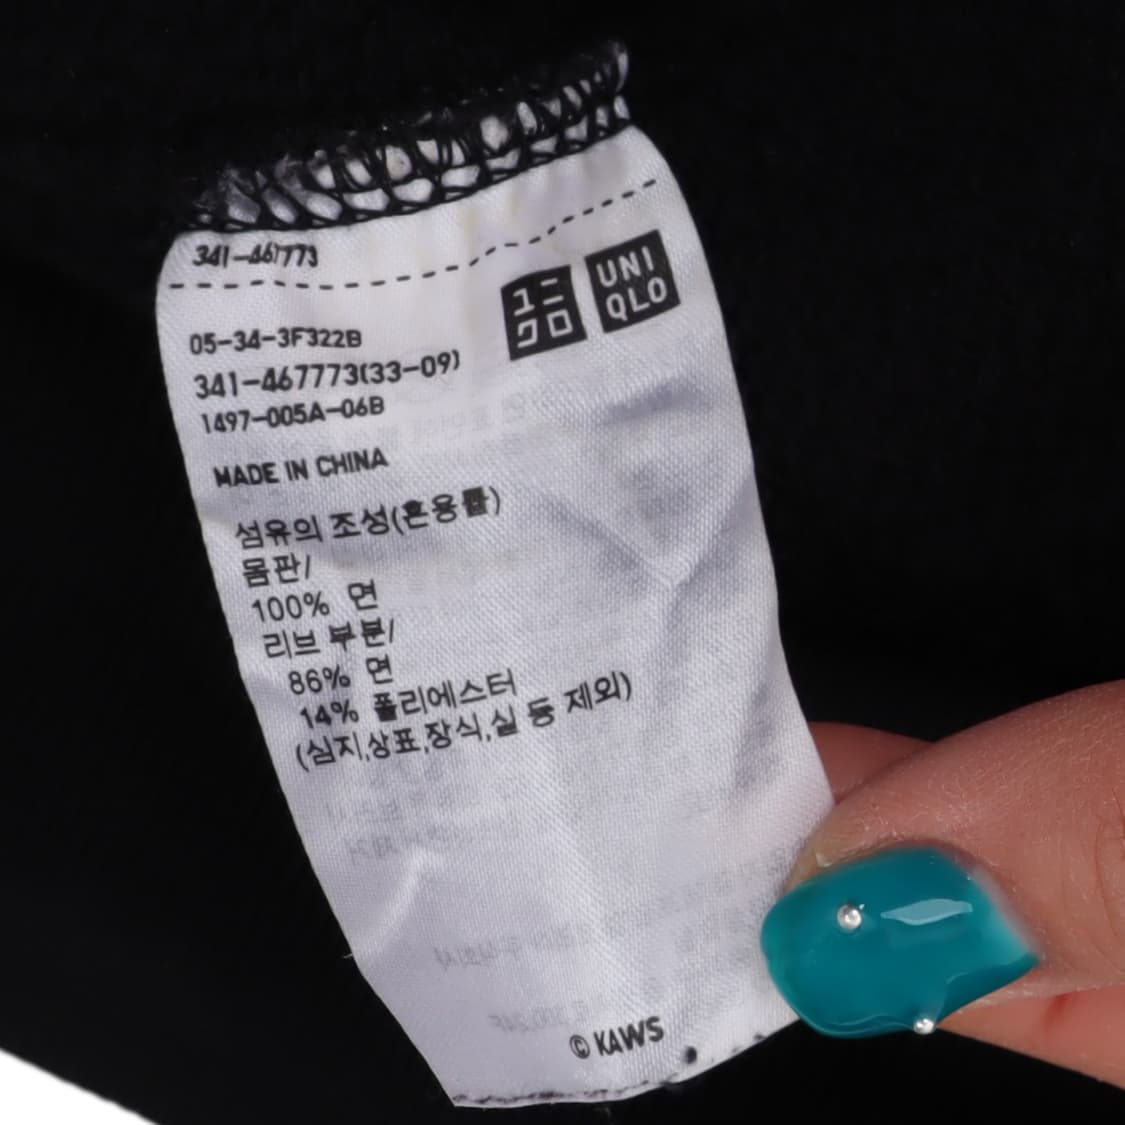 341-467773
ユニ
クロ
UNI
QLO
05-34-3F322B
341-467773(33-09)
1497-005A-06B
MADE IN CHINA
섬유의 조성(혼용률)
몸판/
100% 면
리브 부분/
86% 면
14% 폴리에스터
(심지,상표,장식,실 등 제외)
© KAWS